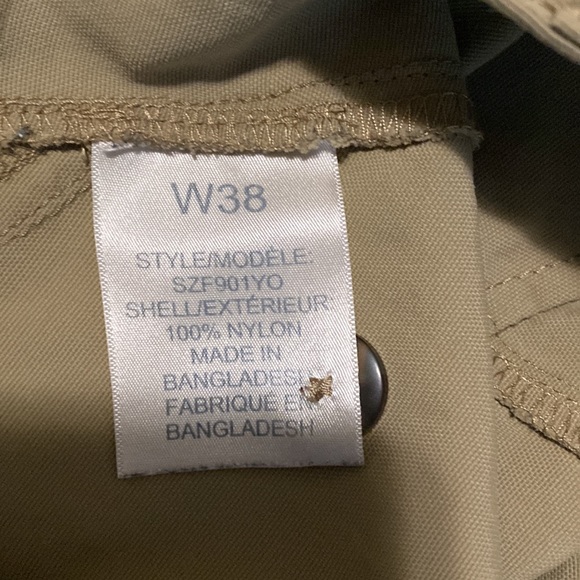 W38
STYLE/MODÈLE:
SZF901YO
SHELL/EXTÉRIEUR:
100% NYLON
MADE IN
BANGLADESH
FABRIQUÉ EN
BANGLADESH